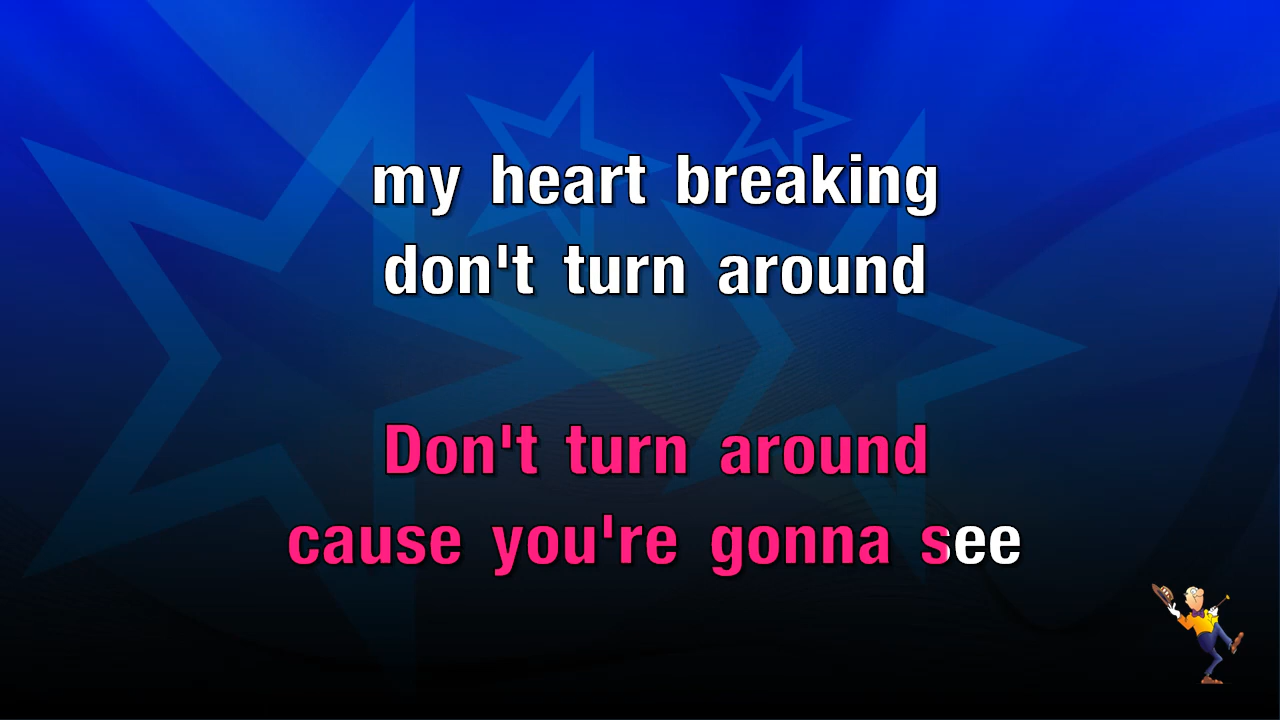 my heart breaking
don't turn around
Don't turn around
cause you're gonna see